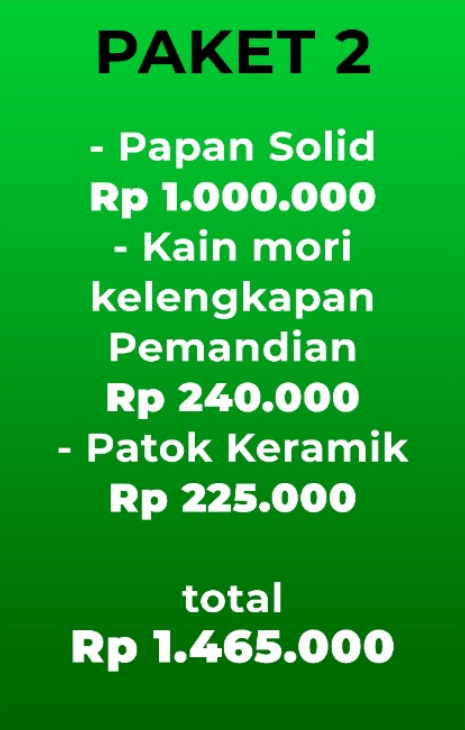 PAKET 2
- Papan Solid
Rp 1.000.000
- Kain mori
kelengkapan
Pemandian
Rp 240.000
- Patok Keramik
Rp 225.000
total
Rp 1.465.000